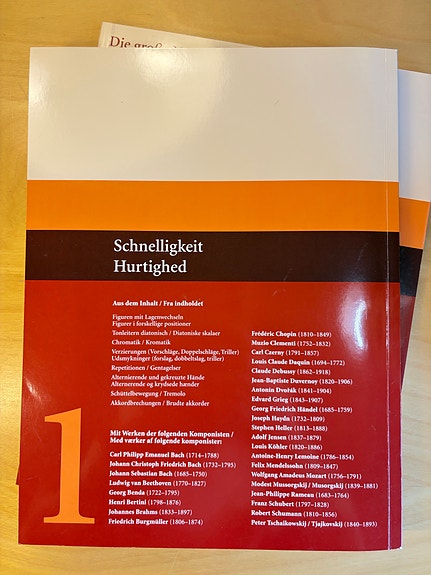 Die
Schnelligkeit
Hurtighed
Aus dem Inhalt / Fra indholdet
Figuren mit Lagenwechseln
Figurer i forskellige positioner
Tonleitern diatonisch / Diatoniske skalaer
Chromatik / Kromatik
Verzierungen (Vorschläge, Doppelschläge, Triller)
Udsmykninger (forslag, dobbeltslag, triller)
Repetitionen / Gentagelser
Alternierende und gekreuzte Hände
Alternerende og krydsede hænder
Schüttelbewegung / Tremolo
Akkordbrechungen / Brudte akkorder
1
Mit Werken der folgenden Komponisten /
Med værker af følgende komponister:
Carl Philipp Emanuel Bach (1714–1788)
Johann Christoph Friedrich Bach (1732–1795)
Johann Sebastian Bach (1685–1750)
Ludwig van Beethoven (1770–1827)
Georg Benda (1722–1795)
Henri Bertini (1798–1876)
Johannes Brahms (1833–1897)
Friedrich Burgmüller (1806–1874)
Frédéric Chopin (1810–1849)
Muzio Clementi (1752–1832)
Carl Czerny (1791–1857)
Louis Claude Daquin (1694–1772)
Claude Debussy (1862–1918)
Jean-Baptiste Duvernoy (1820–1906)
Antonín Dvořák (1841–1904)
Edvard Grieg (1843–1907)
Georg Friedrich Händel (1685–1759)
Joseph Haydn (1732–1809)
Stephen Heller (1813–1888)
Adolf Jensen (1837–1879)
Louis Köhler (1820–1886)
Antoine-Henry Lemoine (1786–1854)
Felix Mendelssohn (1809–1847)
Wolfgang Amadeus Mozart (1756–1791)
Modest Mussorgskij / Musorgskij (1839–1881)
Jean-Philippe Rameau (1683–1764)
Franz Schubert (1797–1828)
Robert Schumann (1810–1856)
Peter Tschaikowskij / Tjajkovskij (1840–1893)